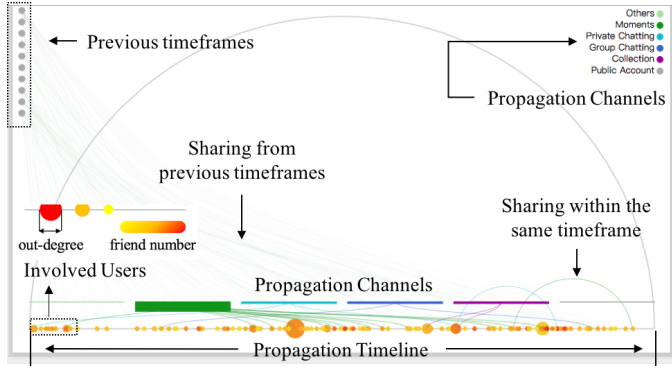 Others
Moments
Private Chatting
Group Chatting
Collection
Public Account
Previous timeframes
Propagation Channels
Sharing from
previous timeframes
Sharing within the
same timeframe
out-degree
friend number
Involved Users
Propagation Channels
Propagation Timeline